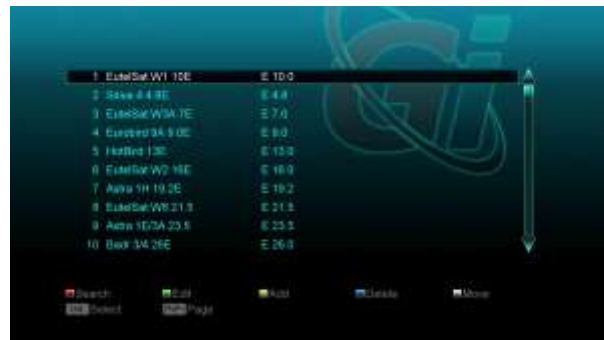 Gi
1 EutelSat W1 10E E 10.0
2 Sirius 4 4.8E E 4.8
3 EutelSat W3A 7E E 7.0
4 Eurobird 9A 9.0E E 9.0
5 HotBird 13E E 13.0
6 EutelSat W2 16E E 16.0
7 Astra 1H 19.2E E 19.2
8 EutelSat W6 21.5 E 21.5
9 Astra 1E/3A 23.5 E 23.5
10 Badr 3/4 26E E 26.0
Search Edit Add Delete Move
Select Page